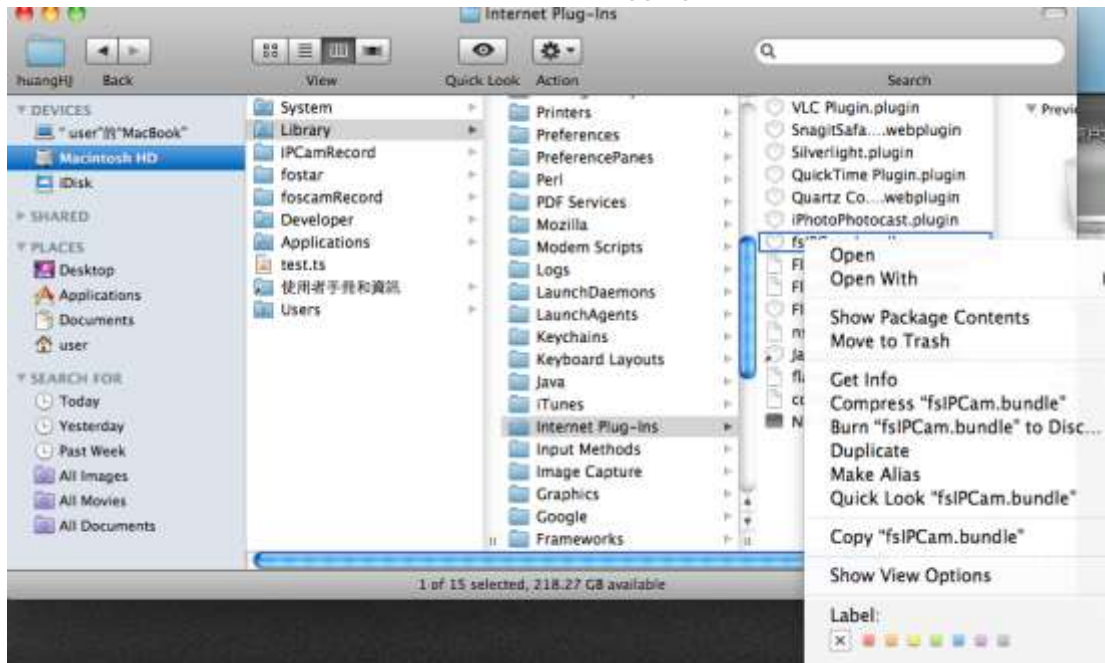 Internet Plug-Ins
huangHJ
Back
View
Quick Look
Action
Search
DEVICES
"user"的"MacBook"
Macintosh HD
iDisk
SHARED
PLACES
Desktop
Applications
Documents
user
SEARCH FOR
Today
Yesterday
Past Week
All Images
All Movies
All Documents
System
Library
IPCamRecord
fostar
foscamRecord
Developer
Applications
test.ts
使用者手冊和資訊
Users
Printers
Preferences
PreferencePanes
Perl
PDF Services
Mozilla
Modem Scripts
Logs
LaunchDaemons
LaunchAgents
Keychains
Keyboard Layouts
Java
iTunes
Internet Plug-Ins
Input Methods
Image Capture
Graphics
Google
Frameworks
VLC Plugin.plugin
SnagitSafa....webplugin
Silverlight.plugin
QuickTime Plugin.plugin
Quartz Co....webplugin
iPhotoPhotocast.plugin
Previ
Open
Open With
Show Package Contents
Move to Trash
Get Info
Compress "fsIPCam.bundle"
Burn "fsIPCam.bundle" to Disc...
Duplicate
Make Alias
Quick Look "fsIPCam.bundle"
Copy "fsIPCam.bundle"
Show View Options
Label:
1 of 15 selected, 218.27 GB available